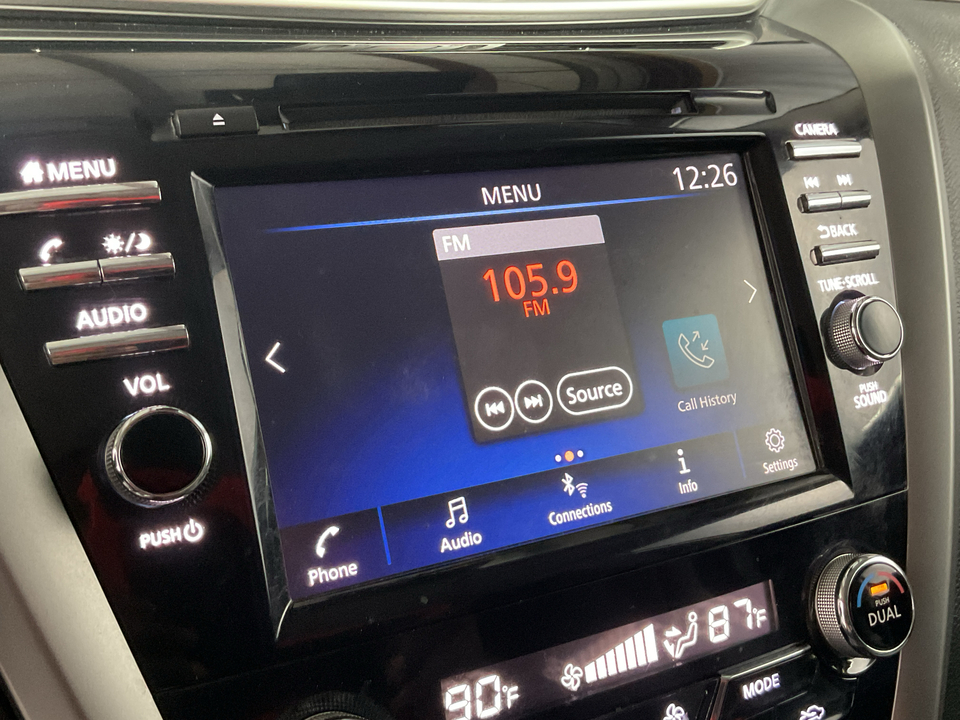 MENU
AUDIO
VOL
PUSH
MENU
12:26
FM
105.9
FM
Source
Call History
Phone
Audio
Connections
Info
Settings
CAMERA
BACK
TUNE·SCROLL
PUSH
SOUND
90°F
87°F
PUSH
DUAL
MODE